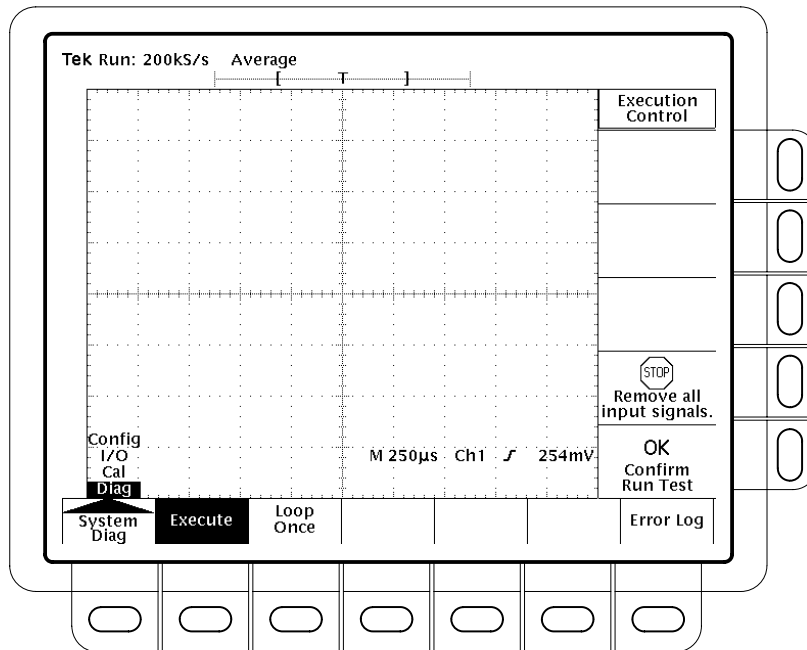 Tek Run: 200kS/s Average
[ T ]
Execution
Control
STOP
Remove all
input signals.
OK
Confirm
Run Test
M 250µs Ch1 254mV
Config
I/O
Cal
Diag
System
Diag
Execute
Loop
Once
Error Log